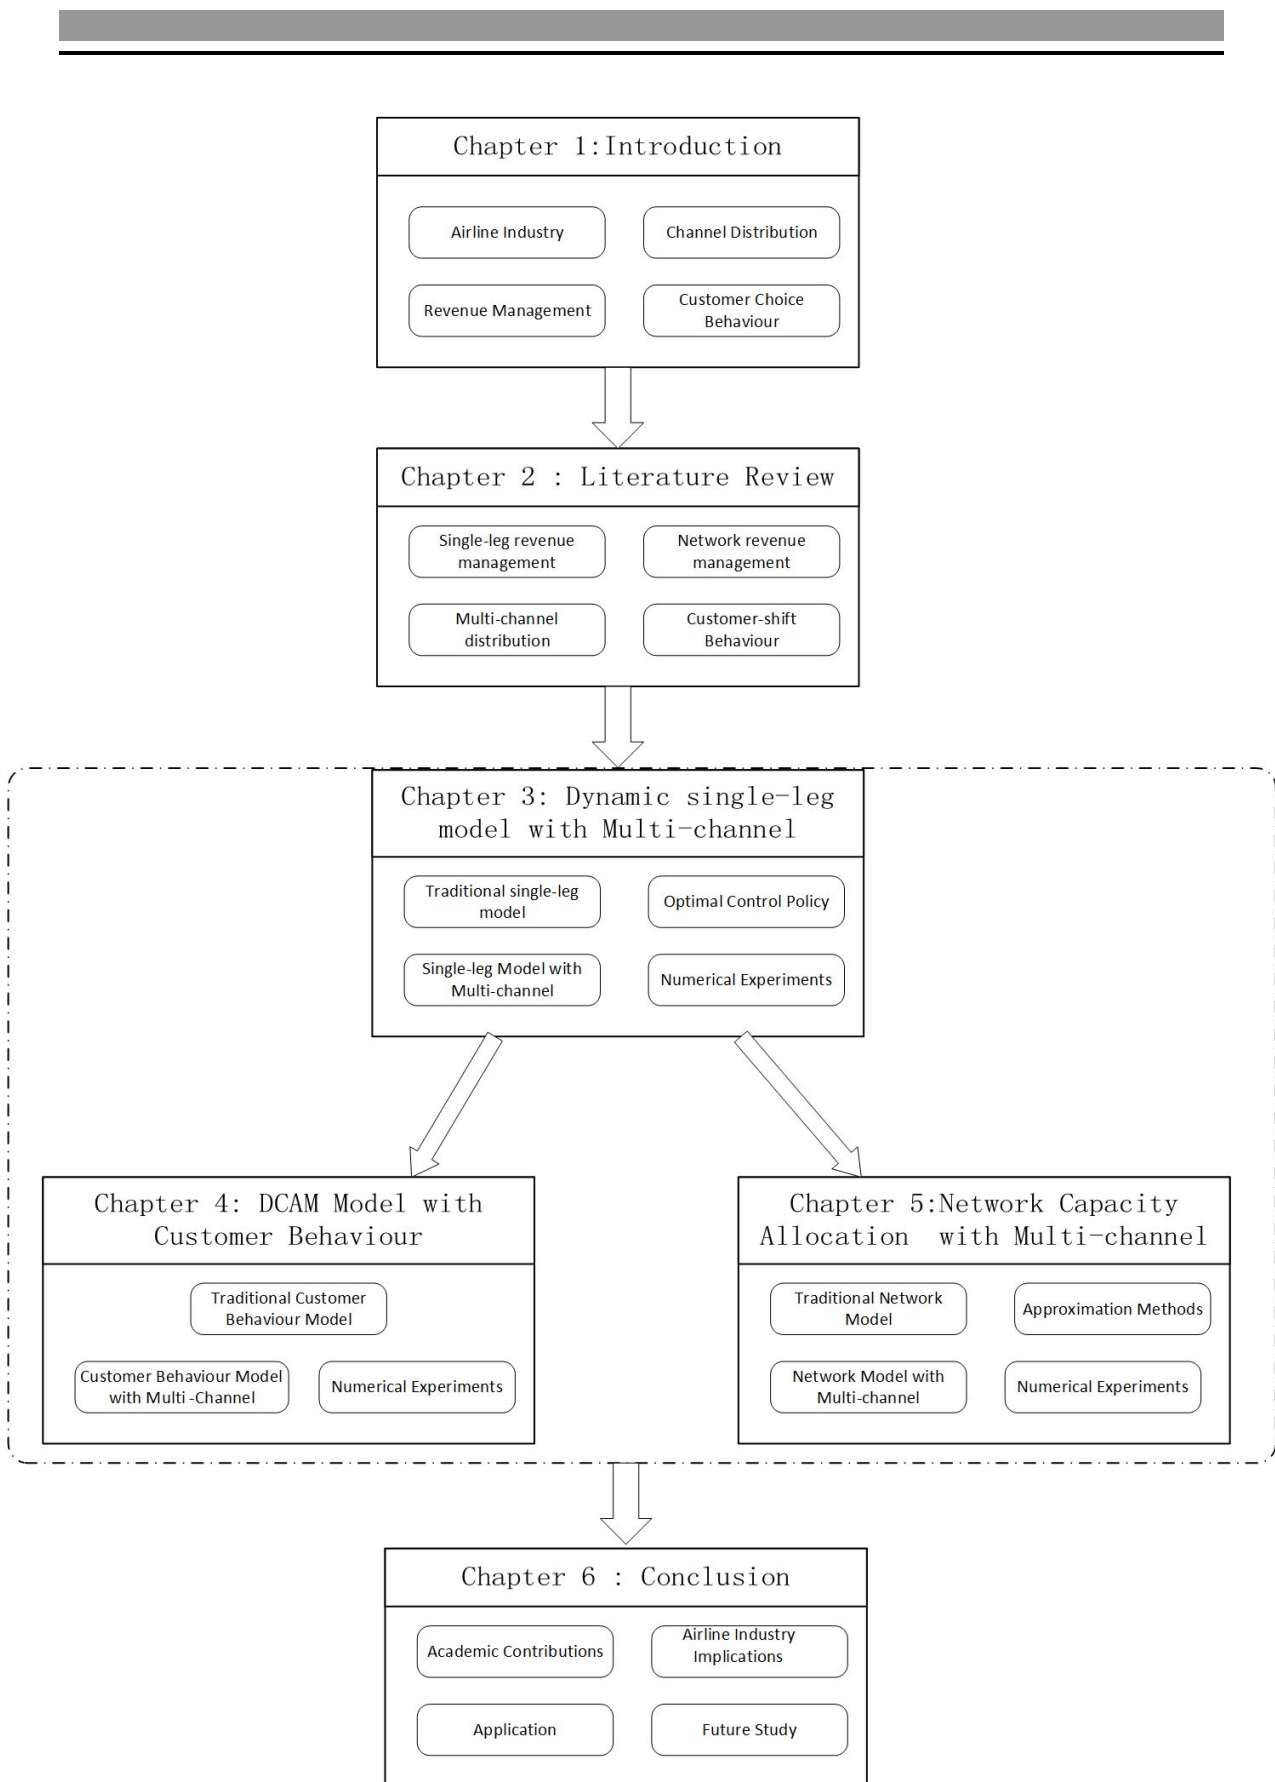 Chapter 1:Introduction
Airline Industry
Channel Distribution
Revenue Management
Customer Choice
Behaviour
Chapter 2 : Literature Review
Single-leg revenue
management
Network revenue
management
Multi-channel
distribution
Customer-shift
Behaviour
Chapter 3: Dynamic single-leg
model with Multi-channel
Traditional single-leg
model
Optimal Control Policy
Single-leg Model with
Multi-channel
Numerical Experiments
Chapter 4: DCAM Model with
Customer Behaviour
Traditional Customer
Behaviour Model
Customer Behaviour Model
with Multi -Channel
Numerical Experiments
Chapter 5:Network Capacity
Allocation  with Multi-channel
Traditional Network
Model
Approximation Methods
Network Model with
Multi-channel
Numerical Experiments
Chapter 6 : Conclusion
Academic Contributions
Airline Industry
Implications
Application
Future Study